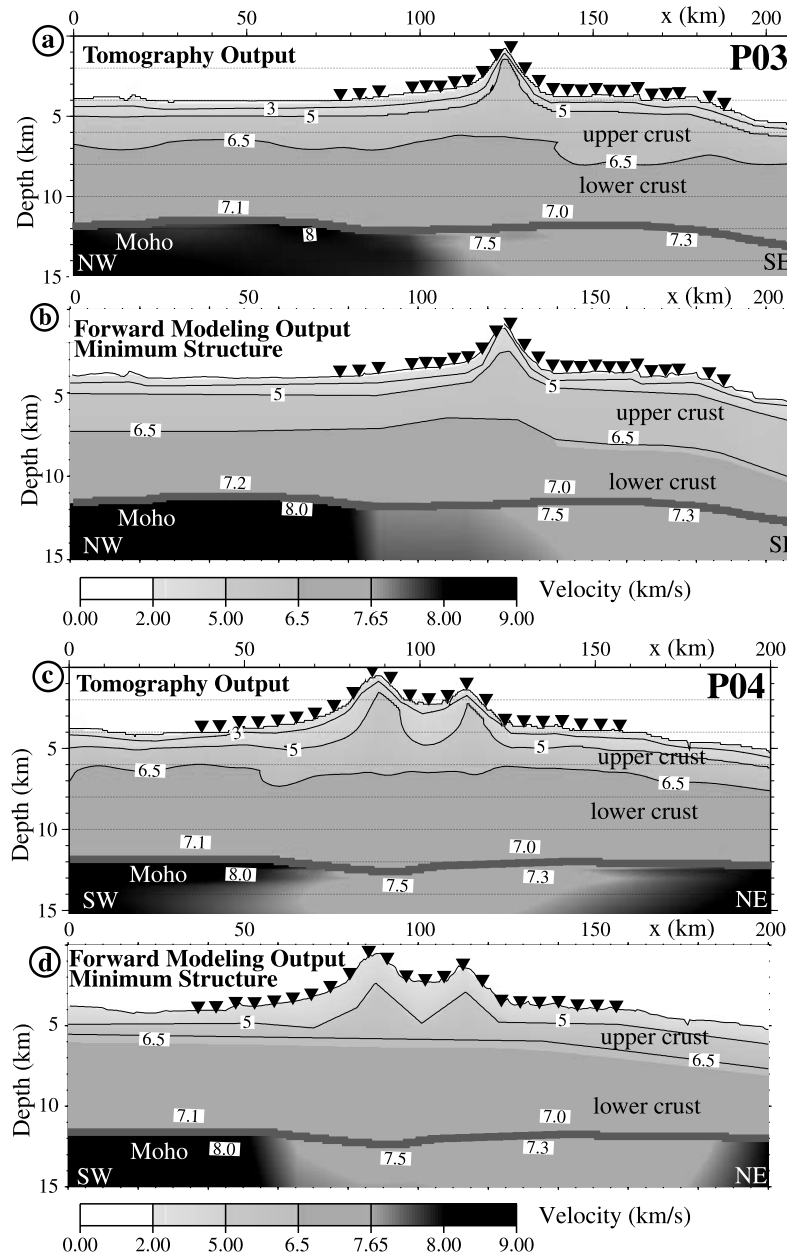 0 50 100 150 x (km) 200
a Tomography Output P03
3
5
5
5
upper crust
6.5
6.5
lower crust
10
7.1
7.0
Moho
8
7.5
7.3
15
NW
SE
Depth (km)
0 50 100 150 x (km) 200
b Forward Modeling Output
Minimum Structure
5
5
5
upper crust
6.5
6.5
lower crust
10
7.2
7.0
Moho
8.0
7.5
7.3
15
NW
SE
Depth (km)
Velocity (km/s)
0.00 2.00 5.00 6.5 7.65 8.00 9.00
0 50 100 150 x (km) 200
c Tomography Output P04
3
5
5
5
upper crust
6.5
6.5
lower crust
10
7.1
7.0
Moho
8.0
7.5
7.3
15
SW
NE
Depth (km)
0 50 100 150 x (km) 200
d Forward Modeling Output
Minimum Structure
5
5
5
upper crust
6.5
6.5
lower crust
10
7.1
7.0
Moho
8.0
7.5
7.3
15
SW
NE
Depth (km)
Velocity (km/s)
0.00 2.00 5.00 6.5 7.65 8.00 9.00